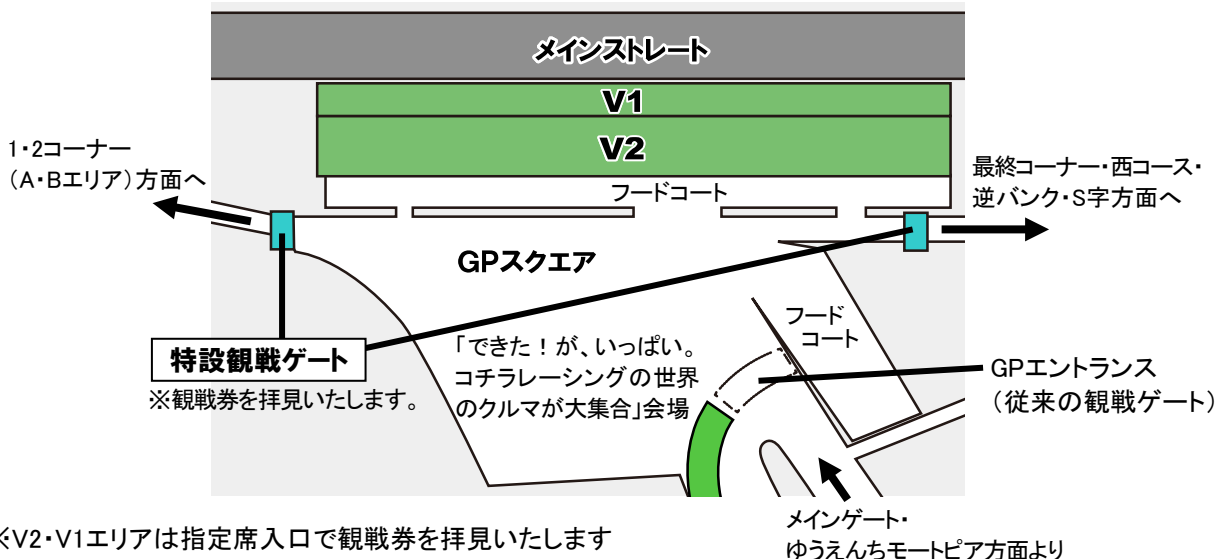 メインストレート
V1
V2
フードコート
1・2コーナー
（A・Bエリア）方面へ
最終コーナー・西コース・
逆バンク・S字方面へ
GPスクエア
フード
コート
特設観戦ゲート
※観戦券を拝見いたします。
「できた！が、いっぱい。
コチラレーシングの世界
のクルマが大集合」会場
GPエントランス
（従来の観戦ゲート）
メインゲート・
ゆうえんちモートピア方面より
※V2・V1エリアは指定席入口で観戦券を拝見いたします